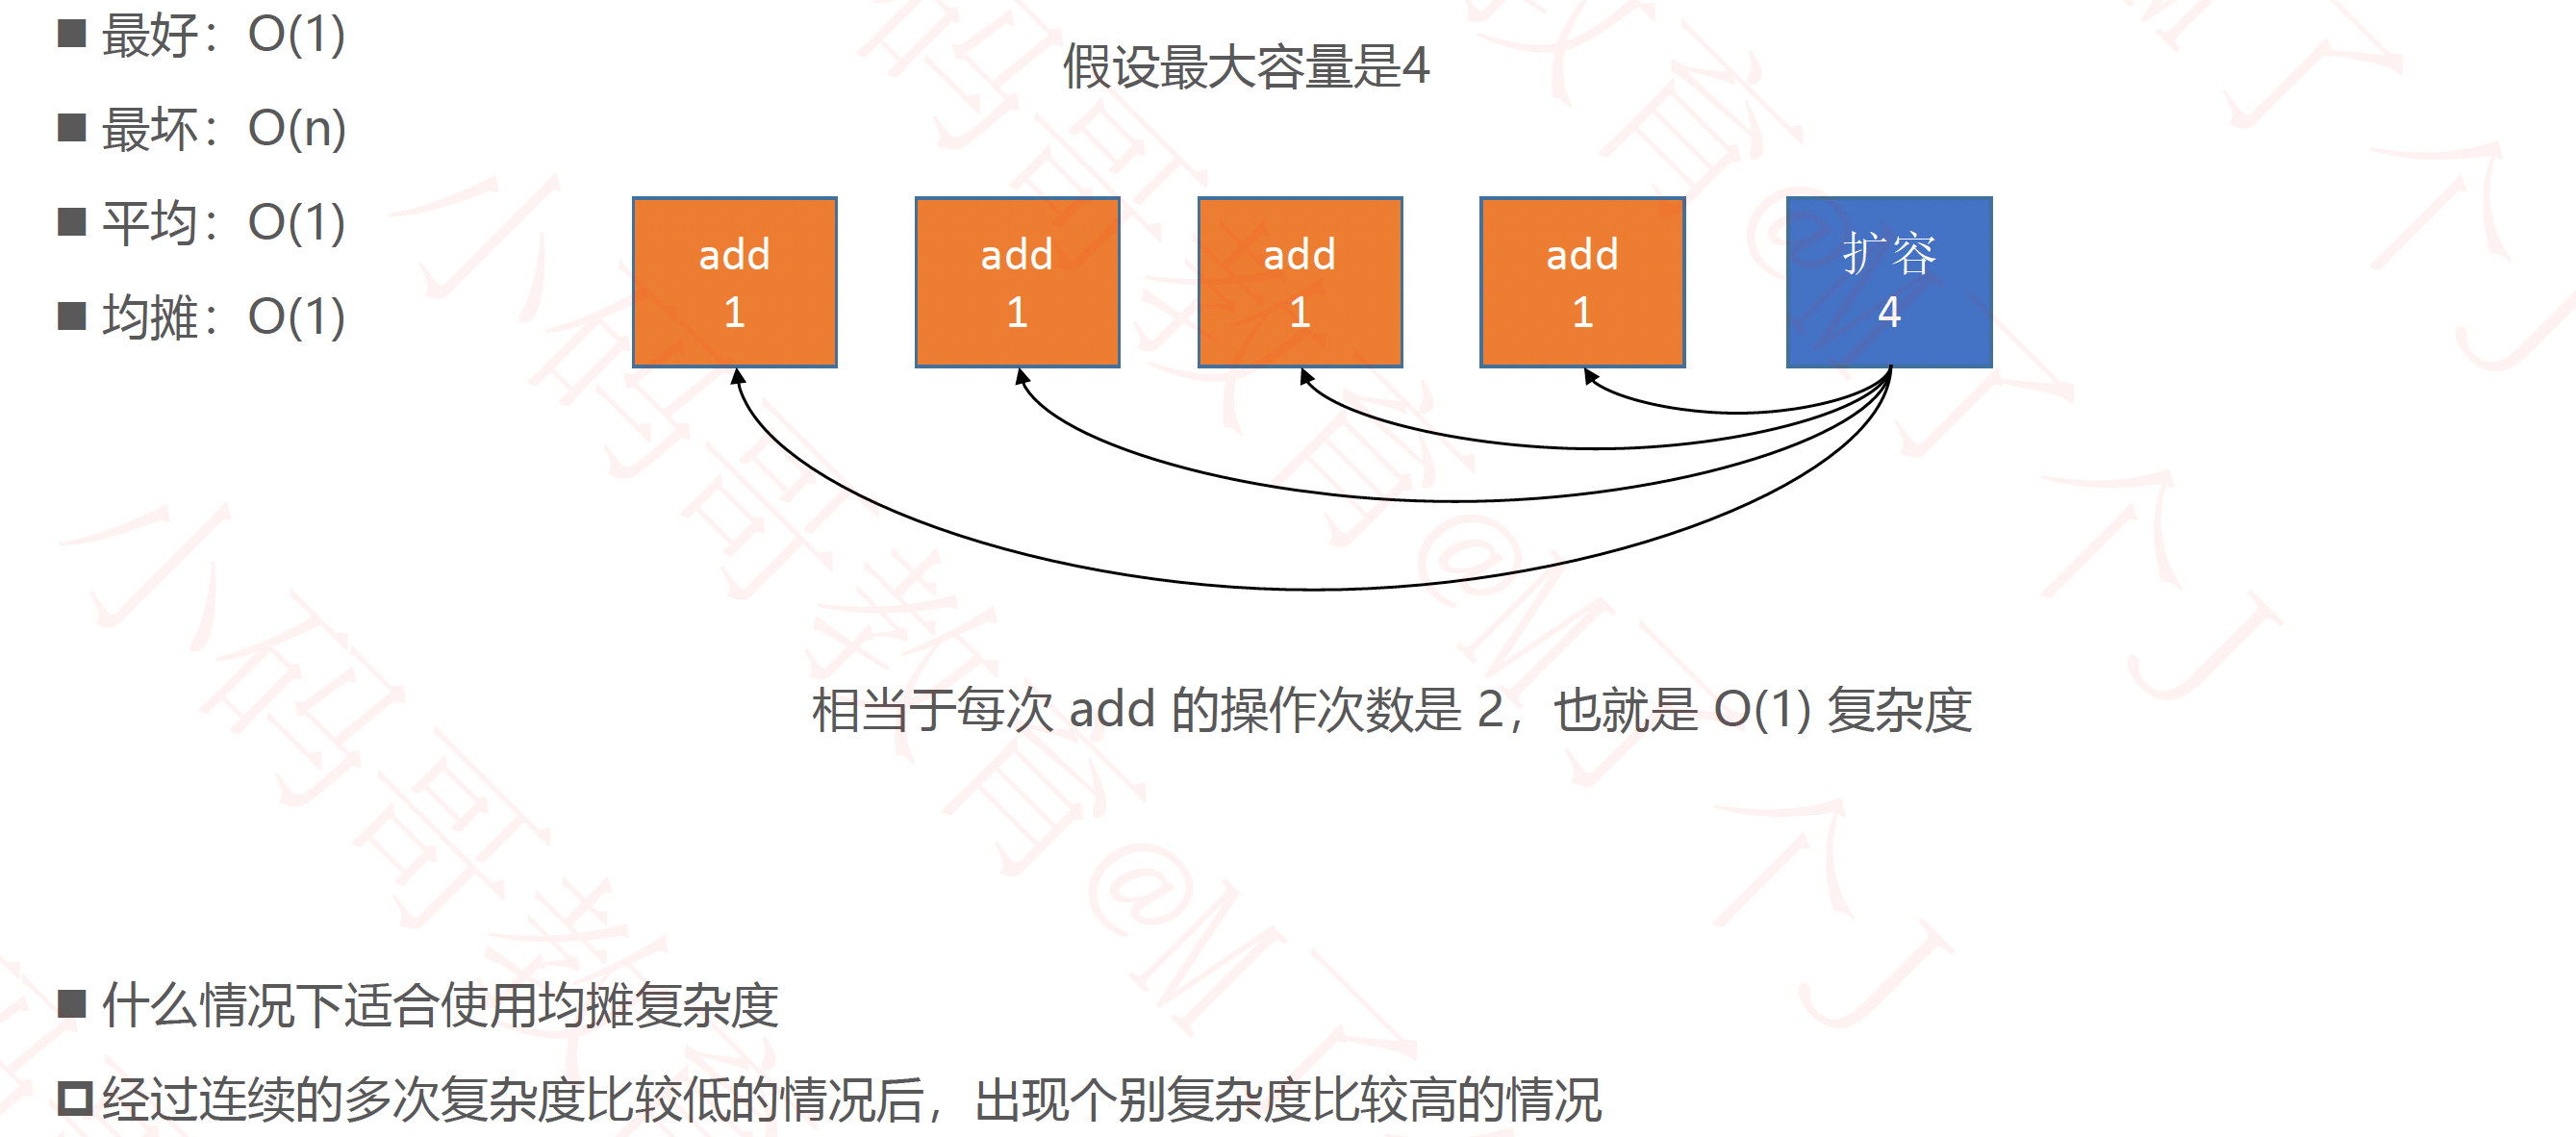 ■ 最好：O(1)
假设最大容量是4
■ 最坏：O(n)
■ 平均：O(1)
■ 均摊：O(1)
add
1
add
1
add
1
add
1
扩容
4
相当于每次 add 的操作次数是 2，也就是 O(1) 复杂度
■ 什么情况下适合使用均摊复杂度
经过连续的多次复杂度比较低的情况后，出现个别复杂度比较高的情况
小码哥教育@M了个J